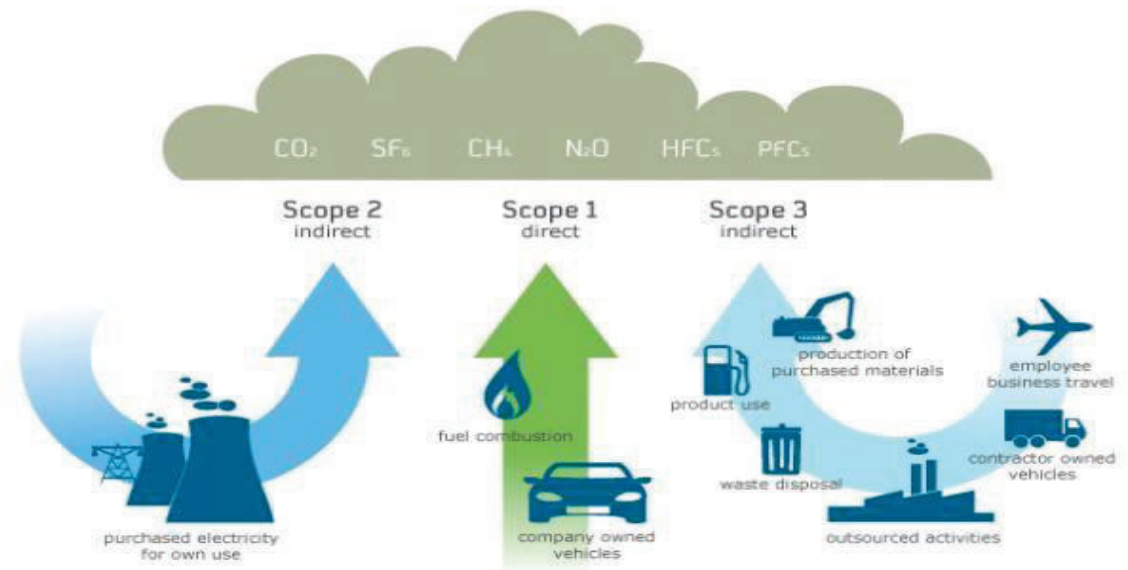 CO₂ SF₆ CH₄ N₂O HFCs PFCs
Scope 2
indirect
Scope 1
direct
Scope 3
indirect
purchased electricity
for own use
fuel combustion
company owned
vehicles
production of
purchased materials
product use
waste disposal
employee
business travel
contractor owned
vehicles
outsourced activities